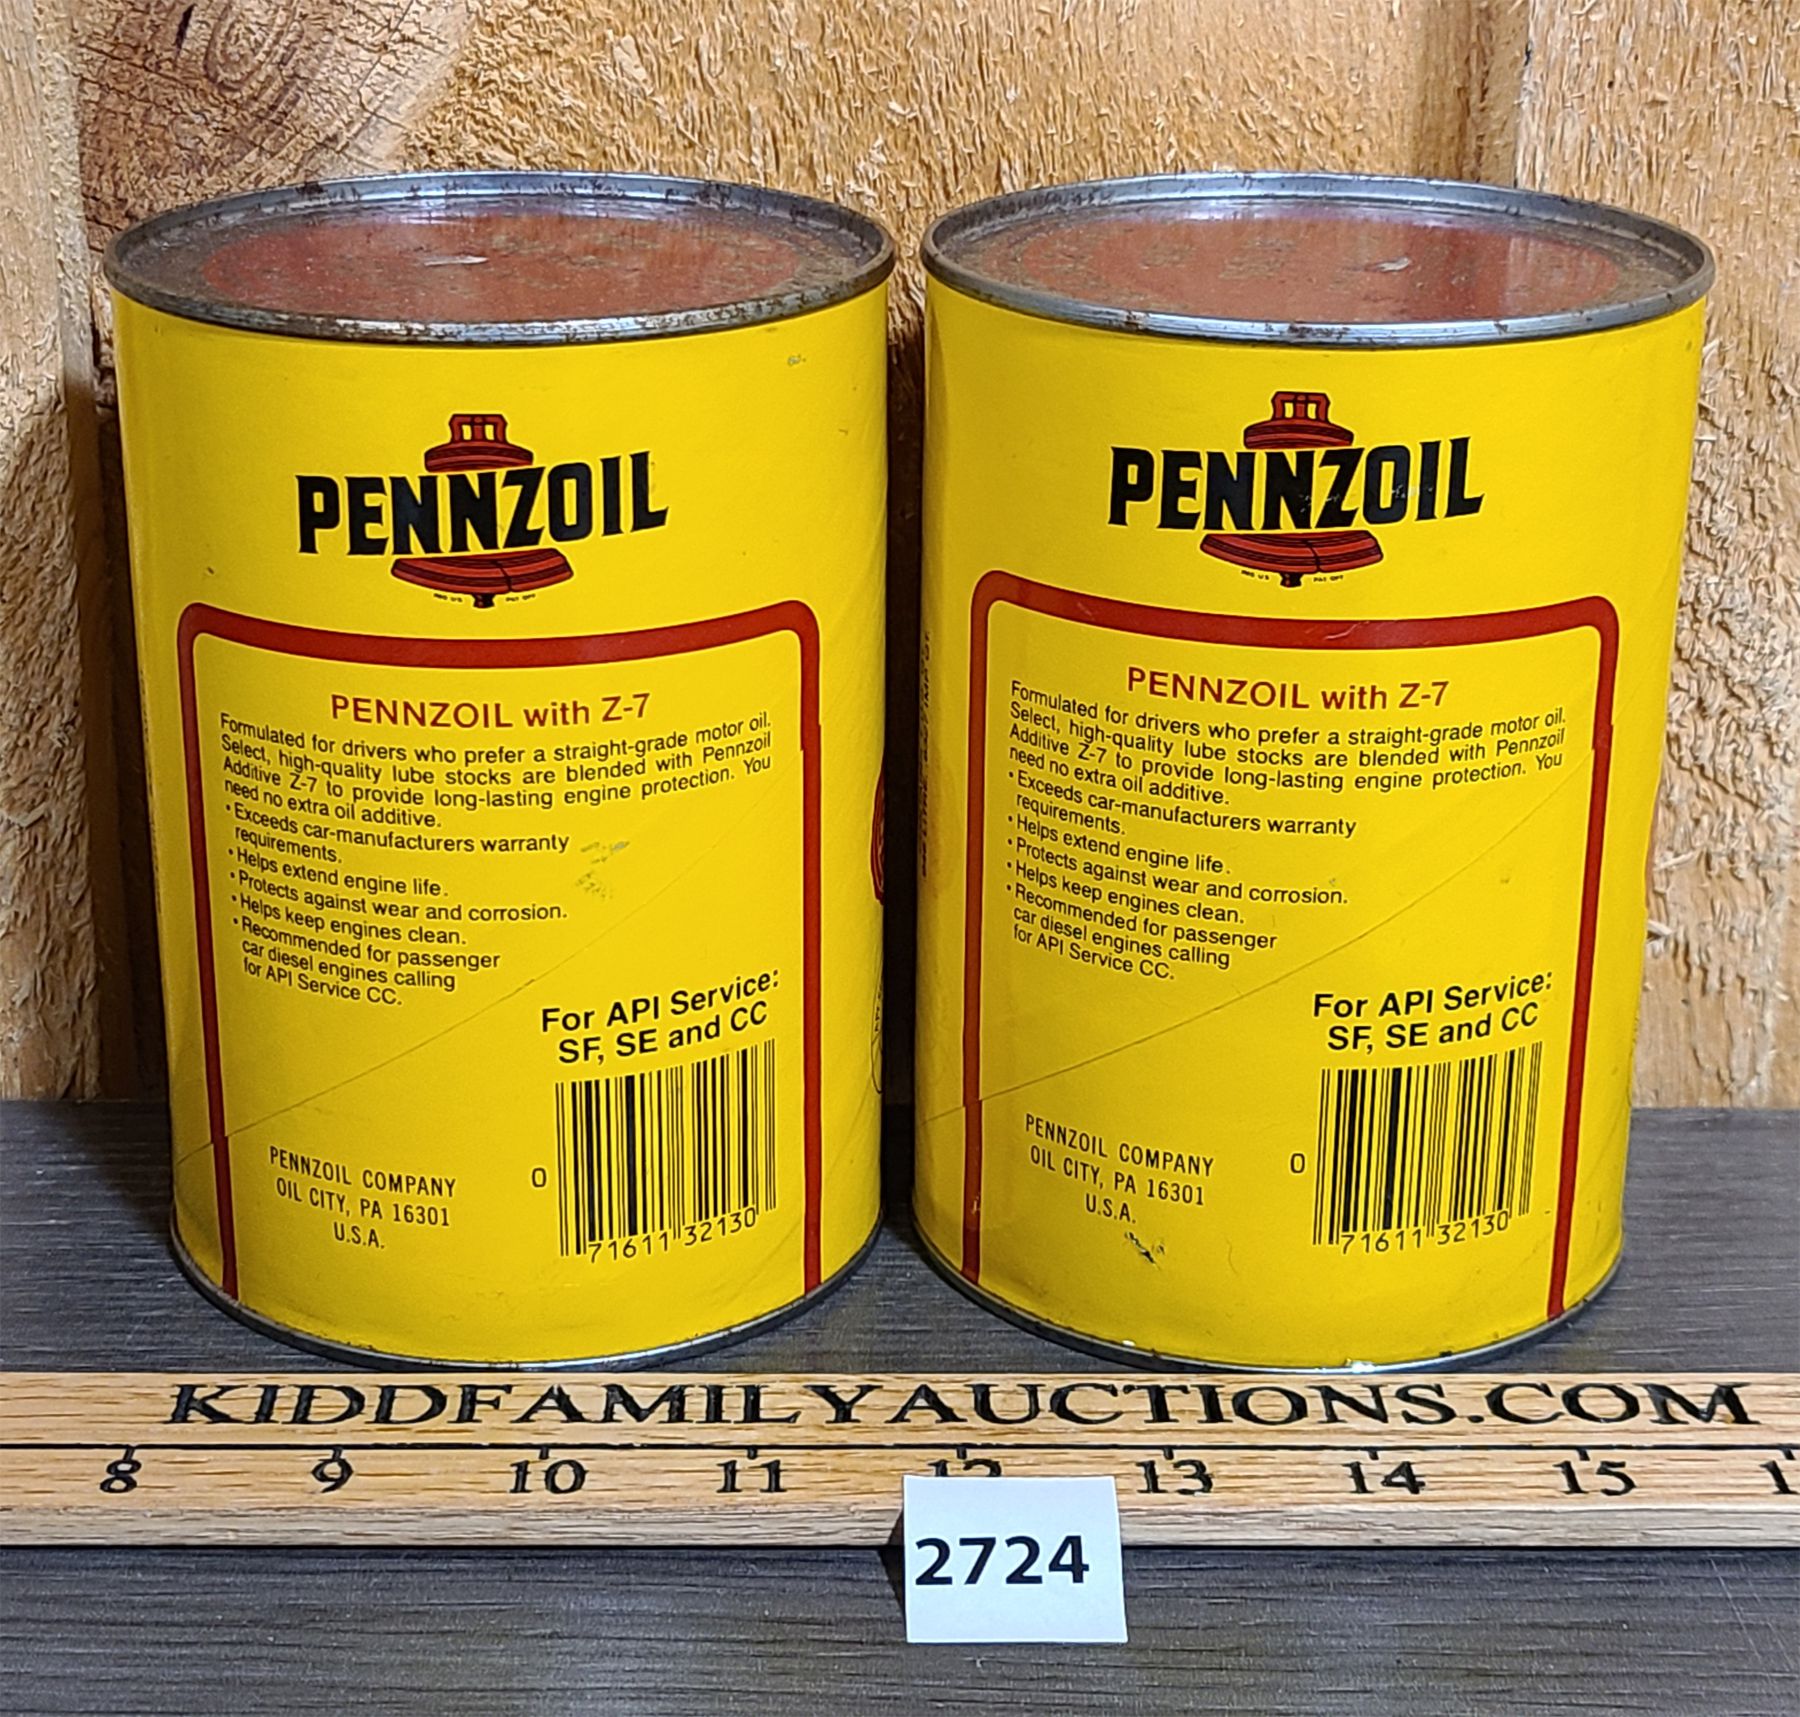 PENNZOIL
REG U.S. PAT OFF
PENNZOIL with Z-7
Formulated for drivers who prefer a straight-grade motor oil.
Select, high-quality lube stocks are blended with Pennzoil
Additive Z-7 to provide long-lasting engine protection. You
need no extra oil additive.
• Exceeds car-manufacturers warranty
requirements.
• Helps extend engine life.
• Protects against wear and corrosion.
• Helps keep engines clean.
• Recommended for passenger
car diesel engines calling
for API Service CC.
For API Service:
SF, SE and CC
PENNZOIL COMPANY
OIL CITY, PA 16301
U.S.A.
0 71611 32130
PENNZOIL
REG U.S. PAT OFF
PENNZOIL with Z-7
Formulated for drivers who prefer a straight-grade motor oil.
Select, high-quality lube stocks are blended with Pennzoil
Additive Z-7 to provide long-lasting engine protection. You
need no extra oil additive.
• Exceeds car-manufacturers warranty
requirements.
• Helps extend engine life.
• Protects against wear and corrosion.
• Helps keep engines clean.
• Recommended for passenger
car diesel engines calling
for API Service CC.
For API Service:
SF, SE and CC
PENNZOIL COMPANY
OIL CITY, PA 16301
U.S.A.
0 71611 32130
KIDDFAMILYAUCTIONS.COM
8 9 10 11 12 13 14 15
2724